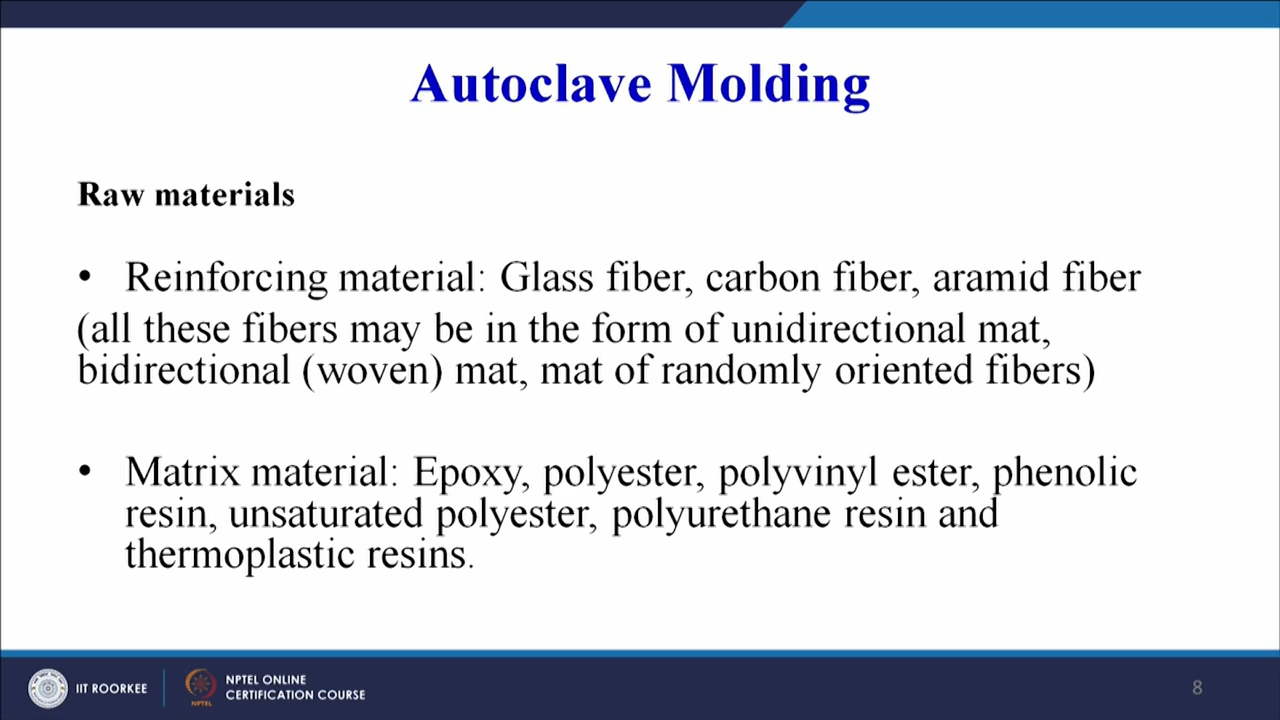 Autoclave Molding
Raw materials
• Reinforcing material: Glass fiber, carbon fiber, aramid fiber
(all these fibers may be in the form of unidirectional mat,
bidirectional (woven) mat, mat of randomly oriented fibers)
• Matrix material: Epoxy, polyester, polyvinyl ester, phenolic
resin, unsaturated polyester, polyurethane resin and
thermoplastic resins.
IIT ROORKEE
NPTEL
NPTEL ONLINE
CERTIFICATION COURSE
8